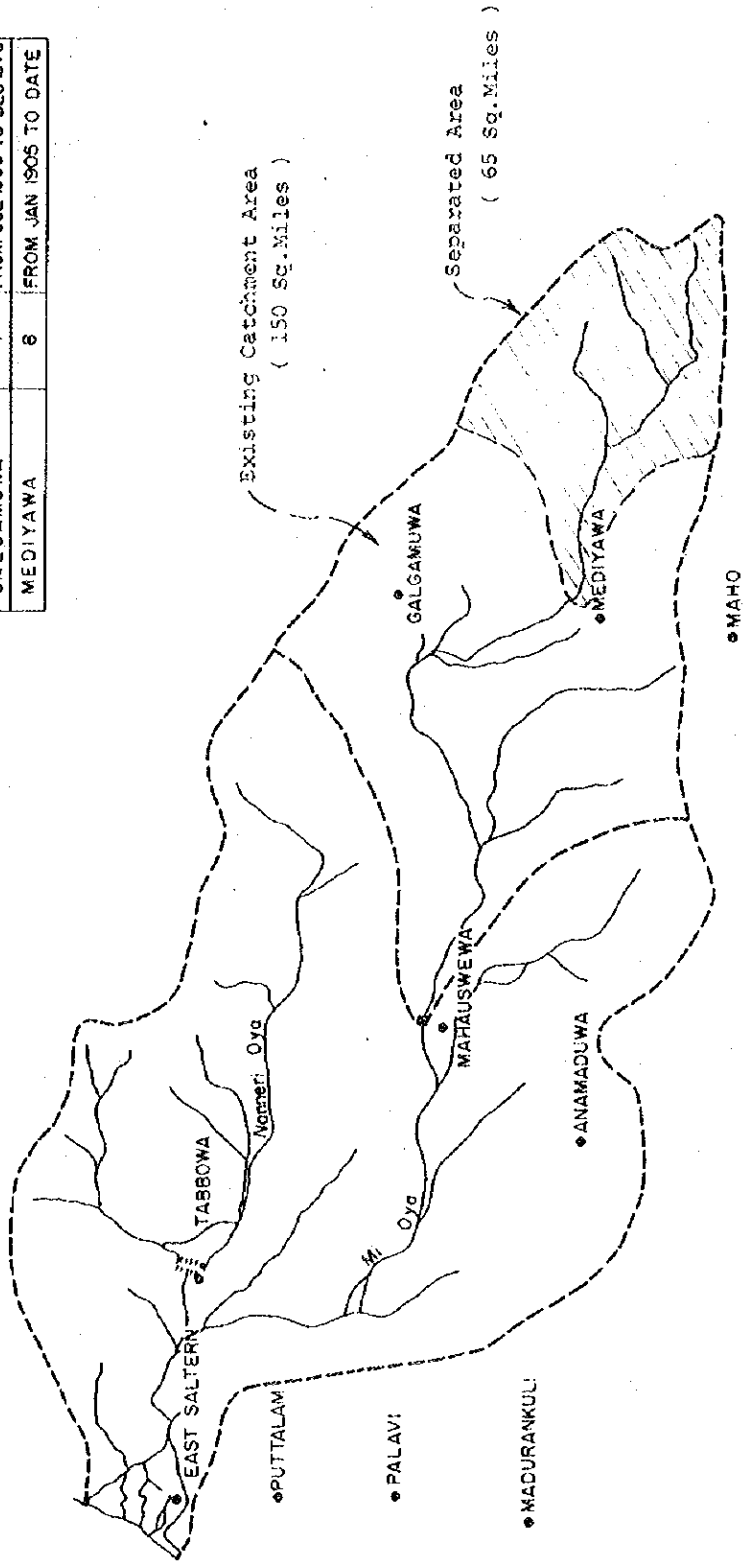 MEDIYAWA 8 FROM JAN 1905 TO DATE
Existing Catchment Area
( 150 Sq.Miles )
Separated Area
( 65 Sq.Miles )
GALGAMUWA
MEDIYAWA
MAHO
MAHAUSWEWA
ANAMADUWA
Nanneri Oya
TABBOWA
Mi Oya
EAST SALTERN
PUTTALAM
PALAVI
MADURANKULI